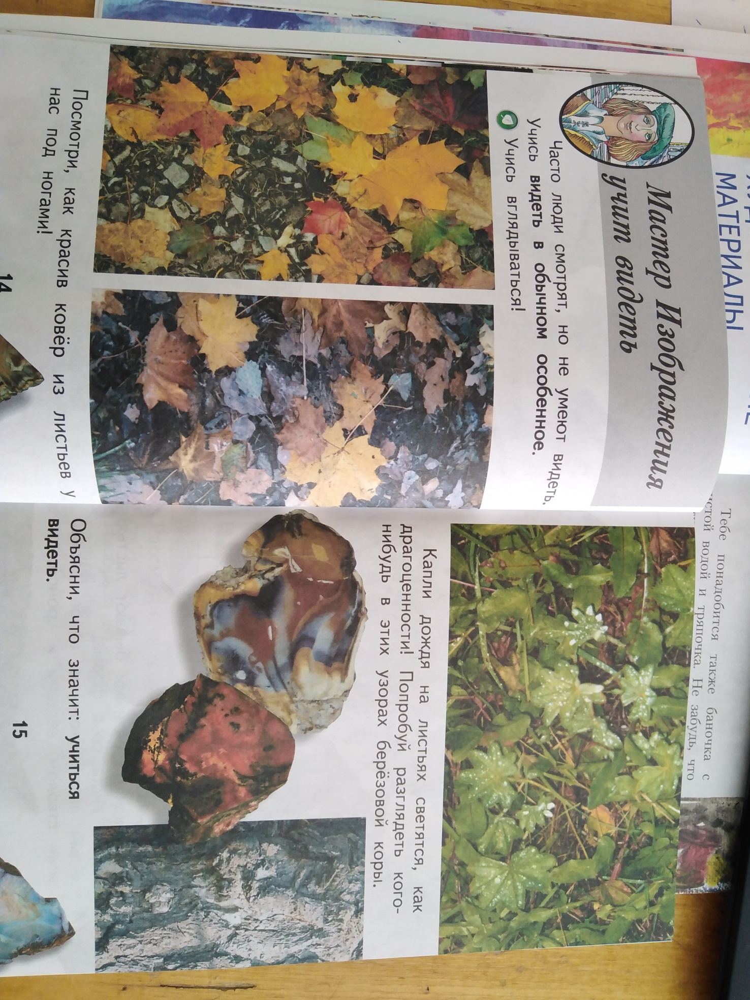 Мастер Изображения
учит видеть
Часто люди смотрят, но не умеют видеть.
Учись видеть в обычном особенное.
Учись вглядываться!
Посмотри, как красив ковёр из листьев у
нас под ногами!
14
Капли дождя на листьях светятся, как
драгоценности! Попробуй разглядеть кого-
нибудь в этих узорах берёзовой коры.
Объясни, что значит: учиться
видеть.
15
МАТЕРИАЛЫ
Тебе понадобится также баночка с
водой и тряпочка. Не забудь, что